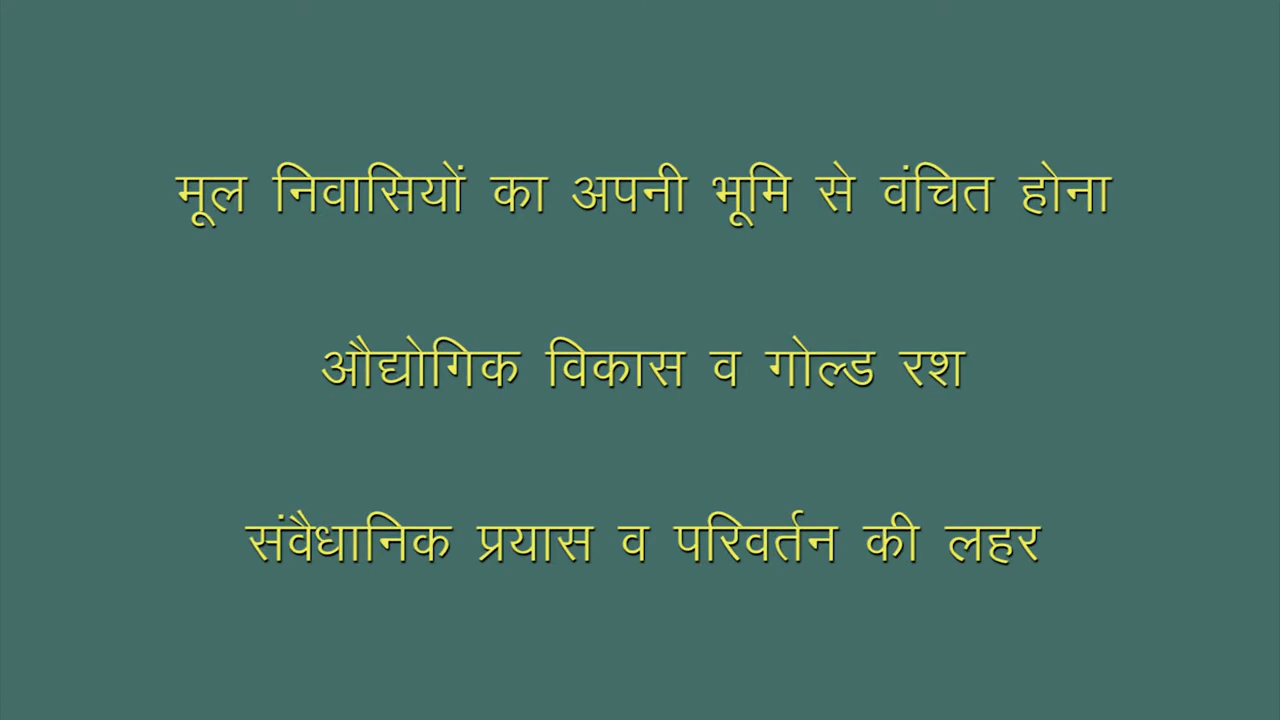 मूल निवासियों का अपनी भूमि से वंचित होना
औद्योगिक विकास व गोल्ड रश
संवैधानिक प्रयास व परिवर्तन की लहर